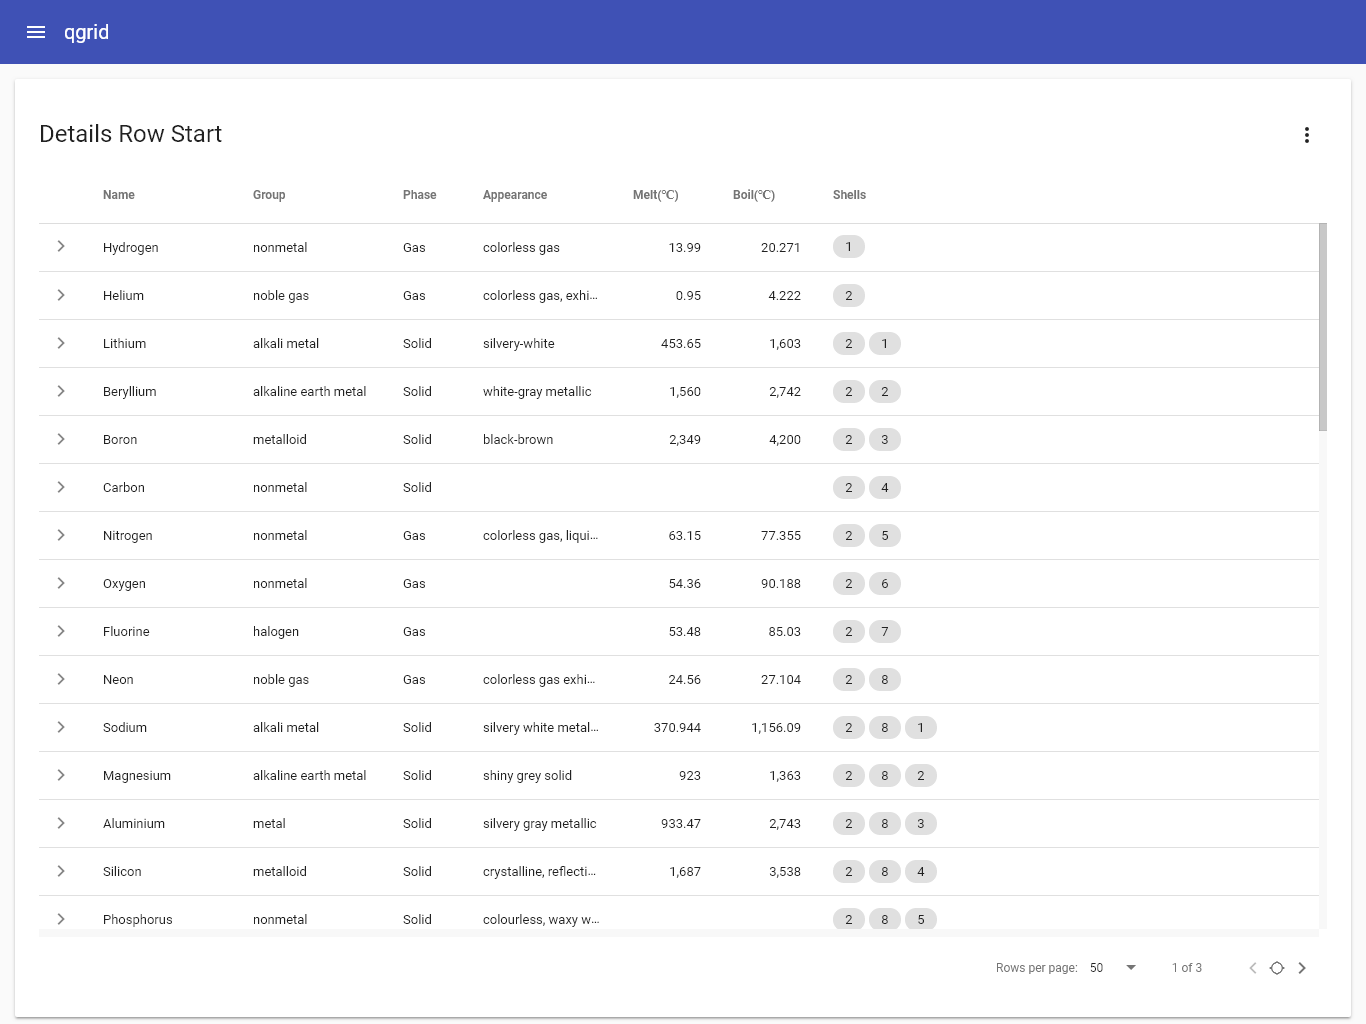 qgrid
Details Row Start
Name Group Phase Appearance Melt(℃) Boil(℃) Shells
Hydrogen nonmetal Gas colorless gas 13.99 20.271 1
Helium noble gas Gas colorless gas, exhi... 0.95 4.222 2
Lithium alkali metal Solid silvery-white 453.65 1,603 2 1
Beryllium alkaline earth metal Solid white-gray metallic 1,560 2,742 2 2
Boron metalloid Solid black-brown 2,349 4,200 2 3
Carbon nonmetal Solid 2 4
Nitrogen nonmetal Gas colorless gas, liqui... 63.15 77.355 2 5
Oxygen nonmetal Gas 54.36 90.188 2 6
Fluorine halogen Gas 53.48 85.03 2 7
Neon noble gas Gas colorless gas exhi... 24.56 27.104 2 8
Sodium alkali metal Solid silvery white metal... 370.944 1,156.09 2 8 1
Magnesium alkaline earth metal Solid shiny grey solid 923 1,363 2 8 2
Aluminium metal Solid silvery gray metallic 933.47 2,743 2 8 3
Silicon metalloid Solid crystalline, reflecti... 1,687 3,538 2 8 4
Phosphorus nonmetal Solid colourless, waxy w... 2 8 5
Rows per page: 50 1 of 3